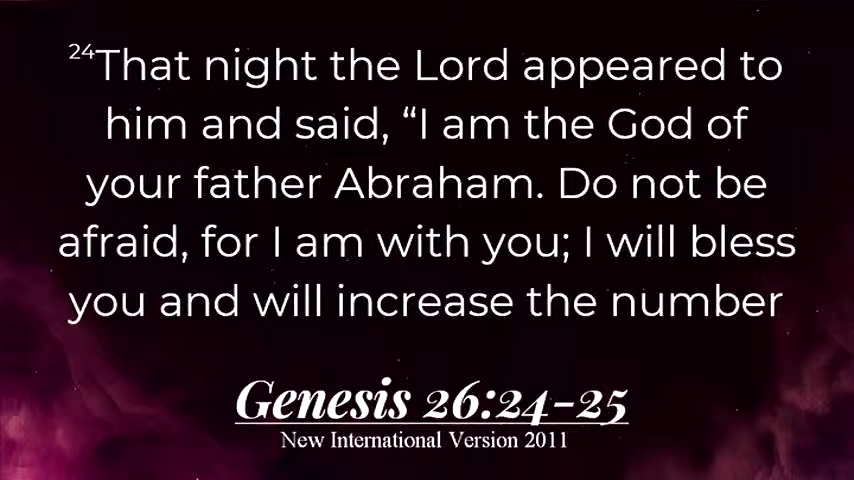 24That night the Lord appeared to
him and said, “I am the God of
your father Abraham. Do not be
afraid, for I am with you; I will bless
you and will increase the number
Genesis 26:24-25
New International Version 2011